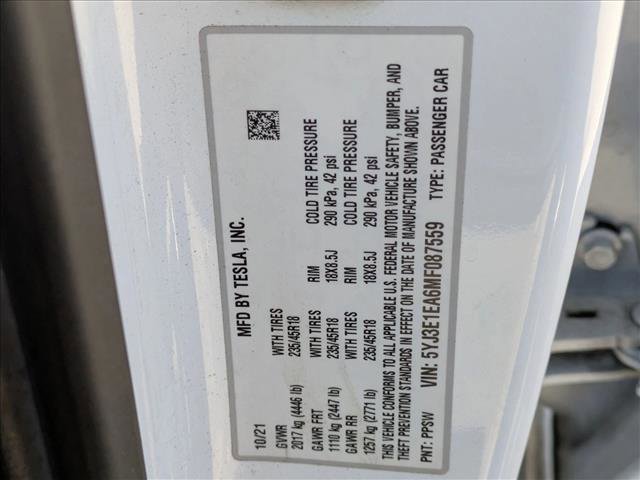 MFD BY TESLA, INC.
10/21
GVWR WITH TIRES
2017 kg (4446 lb) 235/45R18
GAWR FRT WITH TIRES RIM COLD TIRE PRESSURE
1110 kg (2447 lb) 235/45R18 18X8.5J 290 kPa, 42 psi
GAWR RR WITH TIRES RIM COLD TIRE PRESSURE
1257 kg (2771 lb) 235/45R18 18X8.5J 290 kPa, 42 psi
THIS VEHICLE CONFORMS TO ALL APPLICABLE U.S. FEDERAL MOTOR VEHICLE SAFETY, BUMPER, AND
THEFT PREVENTION STANDARDS IN EFFECT ON THE DATE OF MANUFACTURE SHOWN ABOVE.
PNT: PPSW VIN: 5YJ3E1EA6MF087559 TYPE: PASSENGER CAR